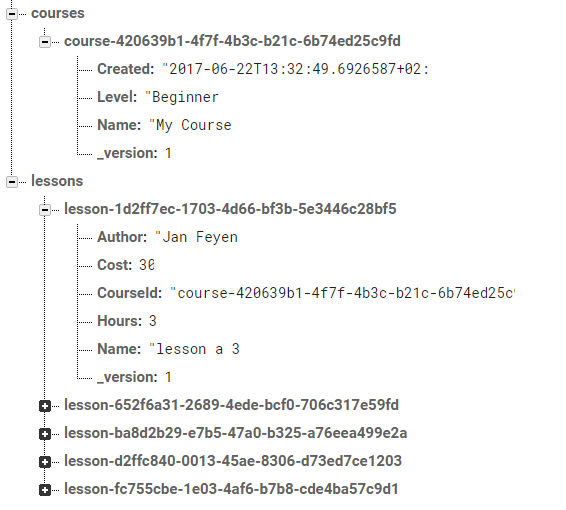 courses
course-420639b1-4f7f-4b3c-b21c-6b74ed25c9fd
Created: "2017-06-22T13:32:49.6926587+02:
Level: "Beginner
Name: "My Course
_version: 1
lessons
lesson-1d2ff7ec-1703-4d66-bf3b-5e3446c28bf5
Author: "Jan Feyen
Cost: 30
CourseId: "course-420639b1-4f7f-4b3c-b21c-6b74ed25c
Hours: 3
Name: "lesson a 3
_version: 1
lesson-652f6a31-2689-4ede-bcf0-706c317e59fd
lesson-ba8d2b29-e7b5-47a0-b325-a76eea499e2a
lesson-d2ffc840-0013-45ae-8306-d73ed7ce1203
lesson-fc755cbe-1e03-4af6-b7b8-cde4ba57c9d1